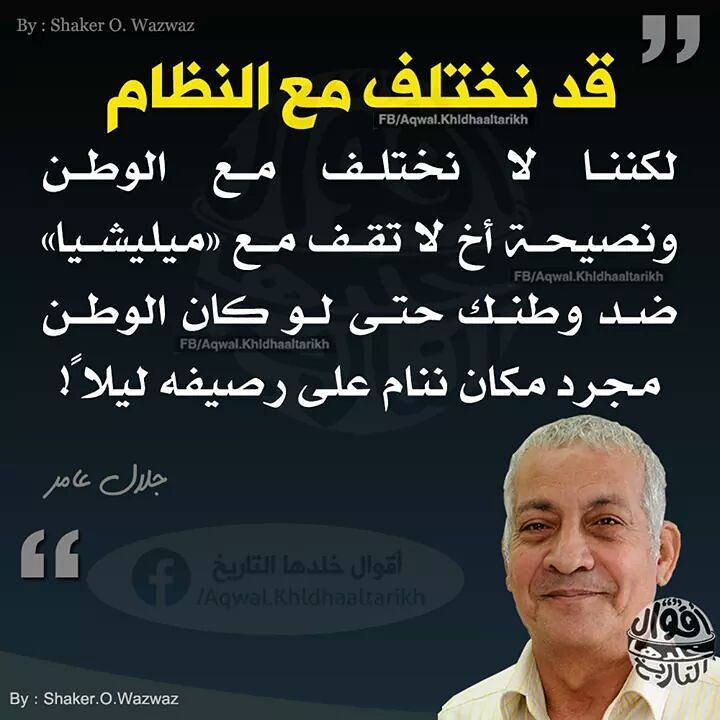 By : Shaker O. Wazwaz
قد نختلف مع النظام
FB/Aqwal.Khldhaaltarikh
لكننا لا نختلف مع الوطن
ونصيحة أخ لا تقف مع «ميليشيا»
FB/Aqwal.Khldhaaltarikh
ضد وطنك حتى لو كان الوطن
FB/Aqwal.Khldhaaltarikh
مجرد مكان ننام على رصيفه ليلاً!
جلال عامر
أقوال خلدها التاريخ
/Aqwal.Khldhaaltarikh
أقوال
خلدها
التاريخ
By : Shaker.O.Wazwaz